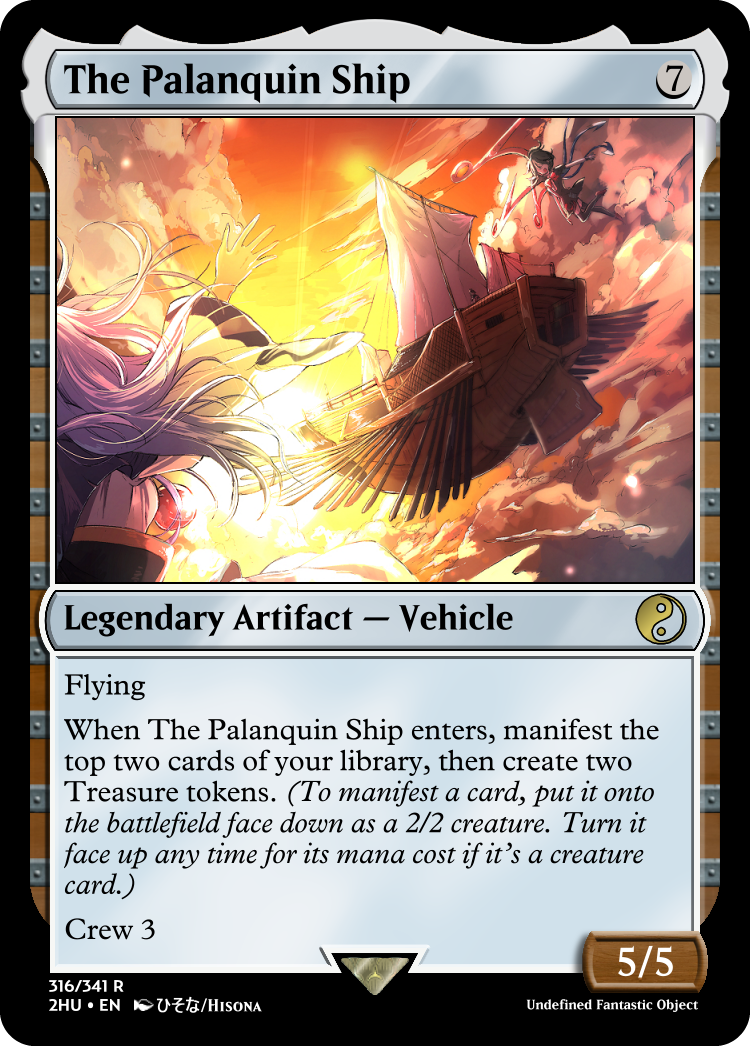 The Palanquin Ship
7
Legendary Artifact — Vehicle
Flying
When The Palanquin Ship enters, manifest the
top two cards of your library, then create two
Treasure tokens. (To manifest a card, put it onto
the battlefield face down as a 2/2 creature. Turn it
face up any time for its mana cost if it's a creature
card.)
Crew 3
5/5
316/341 R
2HU • EN ひそな/Hisona
Undefined Fantastic Object